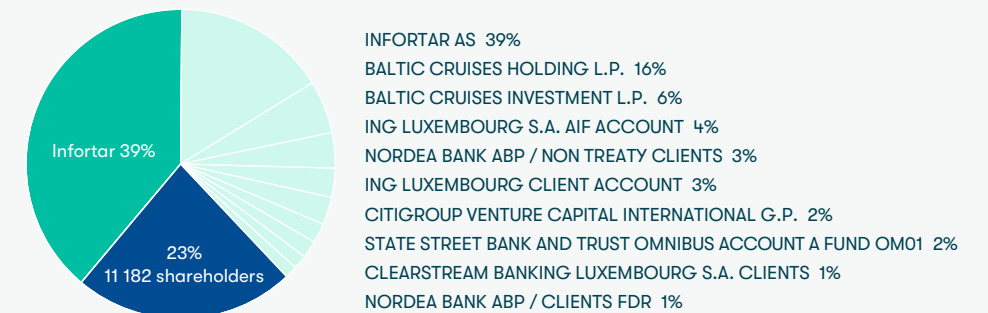 Infortar 39%
23%
11 182 shareholders
INFORTAR AS 39%
BALTIC CRUISES HOLDING L.P. 16%
BALTIC CRUISES INVESTMENT L.P. 6%
ING LUXEMBOURG S.A. AIF ACCOUNT 4%
NORDEA BANK ABP / NON TREATY CLIENTS 3%
ING LUXEMBOURG CLIENT ACCOUNT 3%
CITIGROUP VENTURE CAPITAL INTERNATIONAL G.P. 2%
STATE STREET BANK AND TRUST OMNIBUS ACCOUNT A FUND OM01 2%
CLEARSTREAM BANKING LUXEMBOURG S.A. CLIENTS 1%
NORDEA BANK ABP / CLIENTS FDR 1%